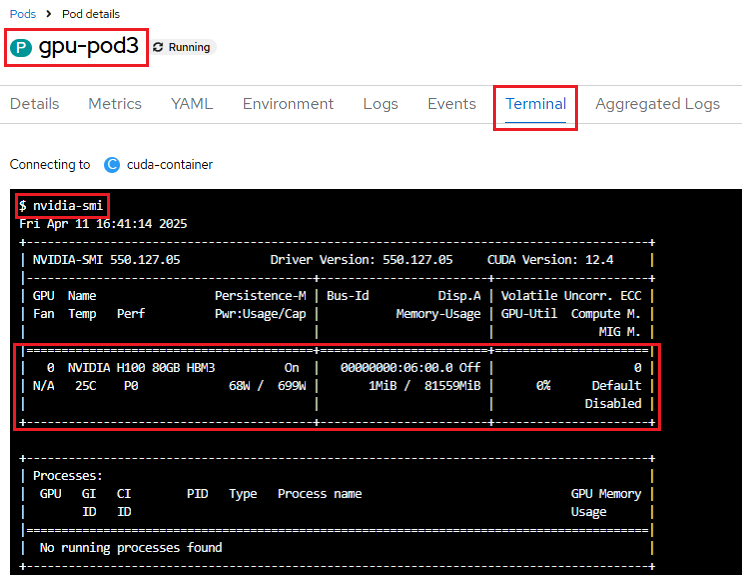 Pods > Pod details
P gpu-pod3 Running
Details Metrics YAML Environment Logs Events Terminal Aggregated Logs
Connecting to C cuda-container
$ nvidia-smi
Fri Apr 11 16:41:14 2025
+-----------------------------------------------------------------------------------------+
| NVIDIA-SMI 550.127.05             Driver Version: 550.127.05     CUDA Version: 12.4     |
|-----------------------------------------+------------------------+----------------------+
| GPU  Name                 Persistence-M | Bus-Id          Disp.A | Volatile Uncorr. ECC |
| Fan  Temp   Perf          Pwr:Usage/Cap |           Memory-Usage | GPU-Util  Compute M. |
|                                         |                        |               MIG M. |
|=========================================+========================+======================|
|   0  NVIDIA H100 80GB HBM3          On  |   00000000:06:00.0 Off |                    0 |
| N/A   25C    P0              68W /  699W |       1MiB /  81559MiB |      0%      Default |
|                                         |                        |             Disabled |
+-----------------------------------------+------------------------+----------------------+
+-----------------------------------------------------------------------------------------+
| Processes:                                                                              |
|  GPU   GI   CI        PID   Type   Process name                              GPU Memory |
|        ID   ID                                                               Usage      |
|=========================================================================================|
|  No running processes found                                                             |
+-----------------------------------------------------------------------------------------+